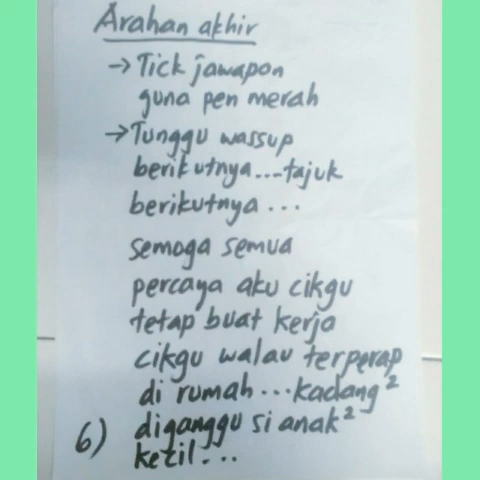 Arahan akhir
→ Tick jawapan
guna pen merah
→ Tunggu wassup
berikutnya...tajuk
berikutnya...
semoga semua
percaya aku cikgu
tetap buat kerja
cikgu walau terperap
di rumah...kadang²
6) diganggu si anak²
ketil...